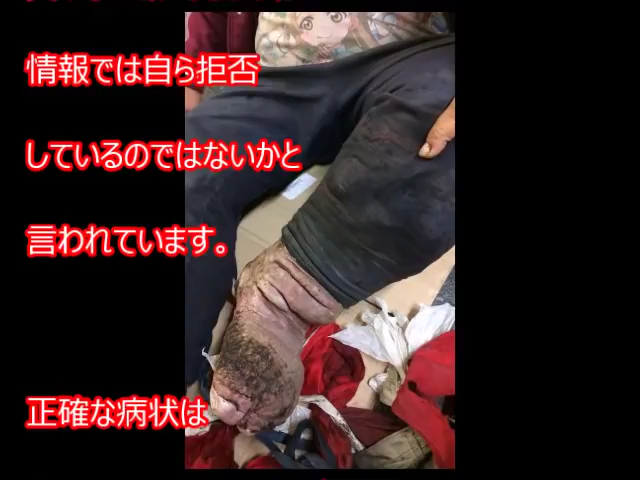 情報では自ら拒否
しているのではないかと
言われています。
正確な病状は